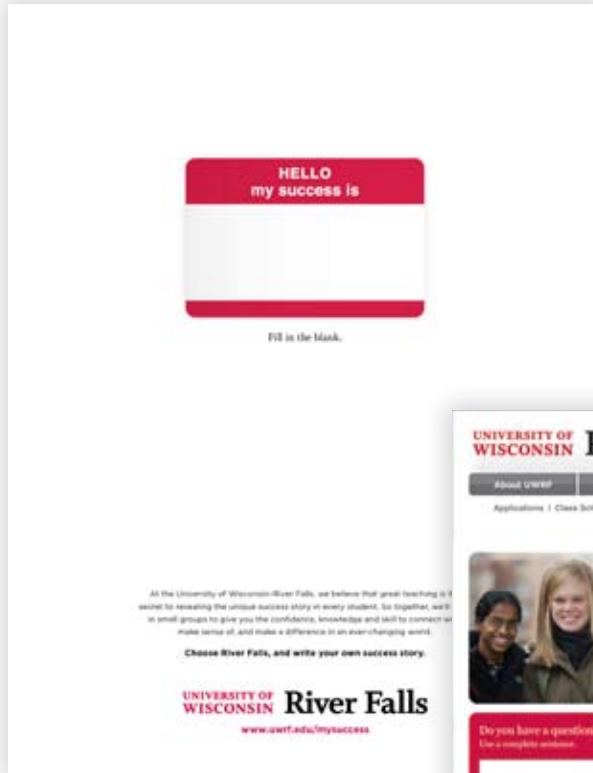 HELLO
my success is
Fill in the blank.
At the University of Wisconsin-River Falls, we believe that great teaching is
secret to revealing the unique success story in every student. So together, we'll
in small groups to give you the confidence, knowledge and skill to connect
make sense of, and make a difference in an ever-changing world.
Choose River Falls, and write your own success story.
UNIVERSITY OF
WISCONSIN River Falls
www.uwrf.edu/mysuccess
UNIVERSITY OF
WISCONSIN
About UWRF
Applications | Class
Do you have a question
Use a complete sentence.